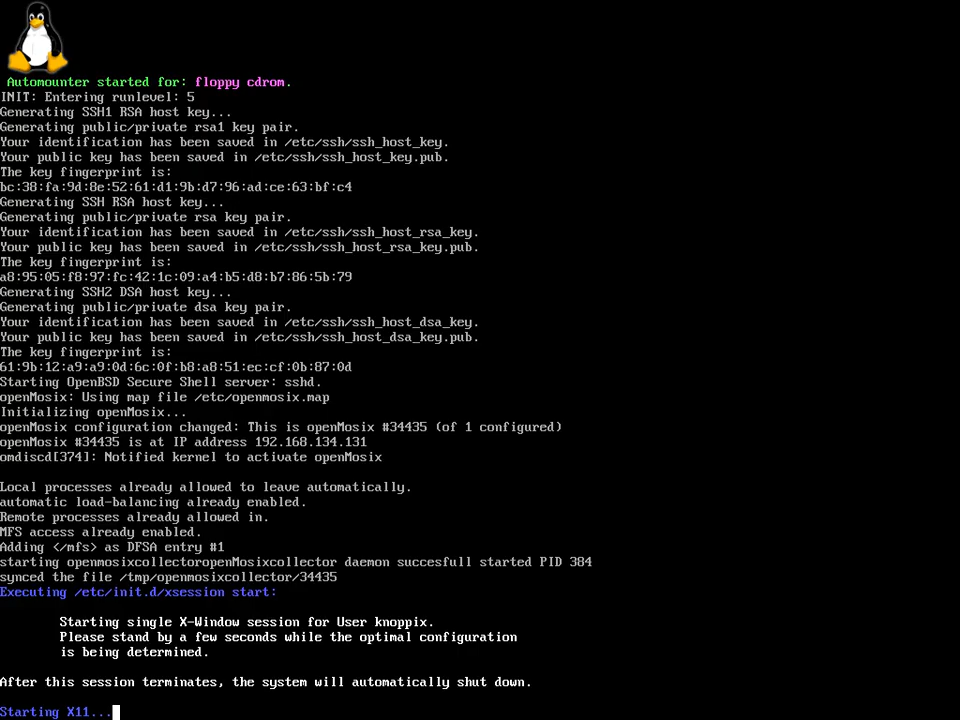 Automounter started for: floppy cdrom.
INIT: Entering runlevel: 5
Generating SSH1 RSA host key...
Generating public/private rsa1 key pair.
Your identification has been saved in /etc/ssh/ssh_host_key.
Your public key has been saved in /etc/ssh/ssh_host_key.pub.
The key fingerprint is:
bc:38:fa:9d:8e:52:61:d1:9b:d7:96:ad:ce:63:bf:c4
Generating SSH RSA host key...
Generating public/private rsa key pair.
Your identification has been saved in /etc/ssh/ssh_host_rsa_key.
Your public key has been saved in /etc/ssh/ssh_host_rsa_key.pub.
The key fingerprint is:
a8:95:05:f8:97:fc:42:1c:09:a4:b5:d8:b7:86:5b:79
Generating SSH2 DSA host key...
Generating public/private dsa key pair.
Your identification has been saved in /etc/ssh/ssh_host_dsa_key.
Your public key has been saved in /etc/ssh/ssh_host_dsa_key.pub.
The key fingerprint is:
61:9b:12:a9:a9:0d:6c:0f:b8:a8:51:ec:cf:0b:87:0d
Starting OpenBSD Secure Shell server: sshd.
openMosix: Using map file /etc/openmosix.map
Initializing openMosix...
openMosix configuration changed: This is openMosix #34435 (of 1 configured)
openMosix #34435 is at IP address 192.168.134.131
omdiscd[374]: Notified kernel to activate openMosix
Local processes already allowed to leave automatically.
automatic load-balancing already enabled.
Remote processes already allowed in.
MFS access already enabled.
Adding </mfs> as DFSA entry #1
starting openmosixcollectoropenMosixcollector daemon succesfull started PID 384
synced the file /tmp/openmosixcollector/34435
Executing /etc/init.d/xsession start:
Starting single X-Window session for User knoppix.
Please stand by a few seconds while the optimal configuration
is being determined.
After this session terminates, the system will automatically shut down.
Starting X11...